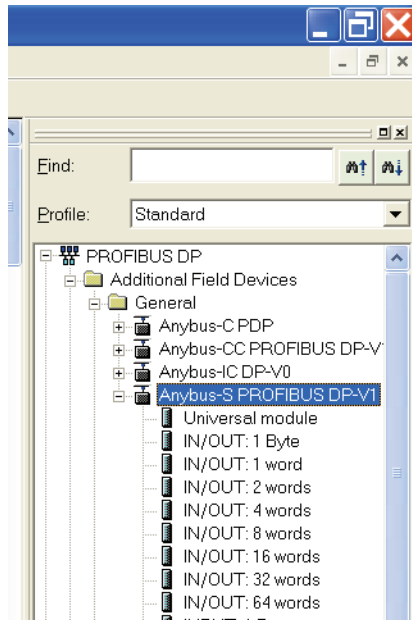 Find:
Profile: Standard
PROFIBUS DP
Additional Field Devices
General
Anybus-C PDP
Anybus-CC PROFIBUS DP-V
Anybus-IC DP-V0
Anybus-S PROFIBUS DP-V1
Universal module
IN/OUT: 1 Byte
IN/OUT: 1 word
IN/OUT: 2 words
IN/OUT: 4 words
IN/OUT: 8 words
IN/OUT: 16 words
IN/OUT: 32 words
IN/OUT: 64 words